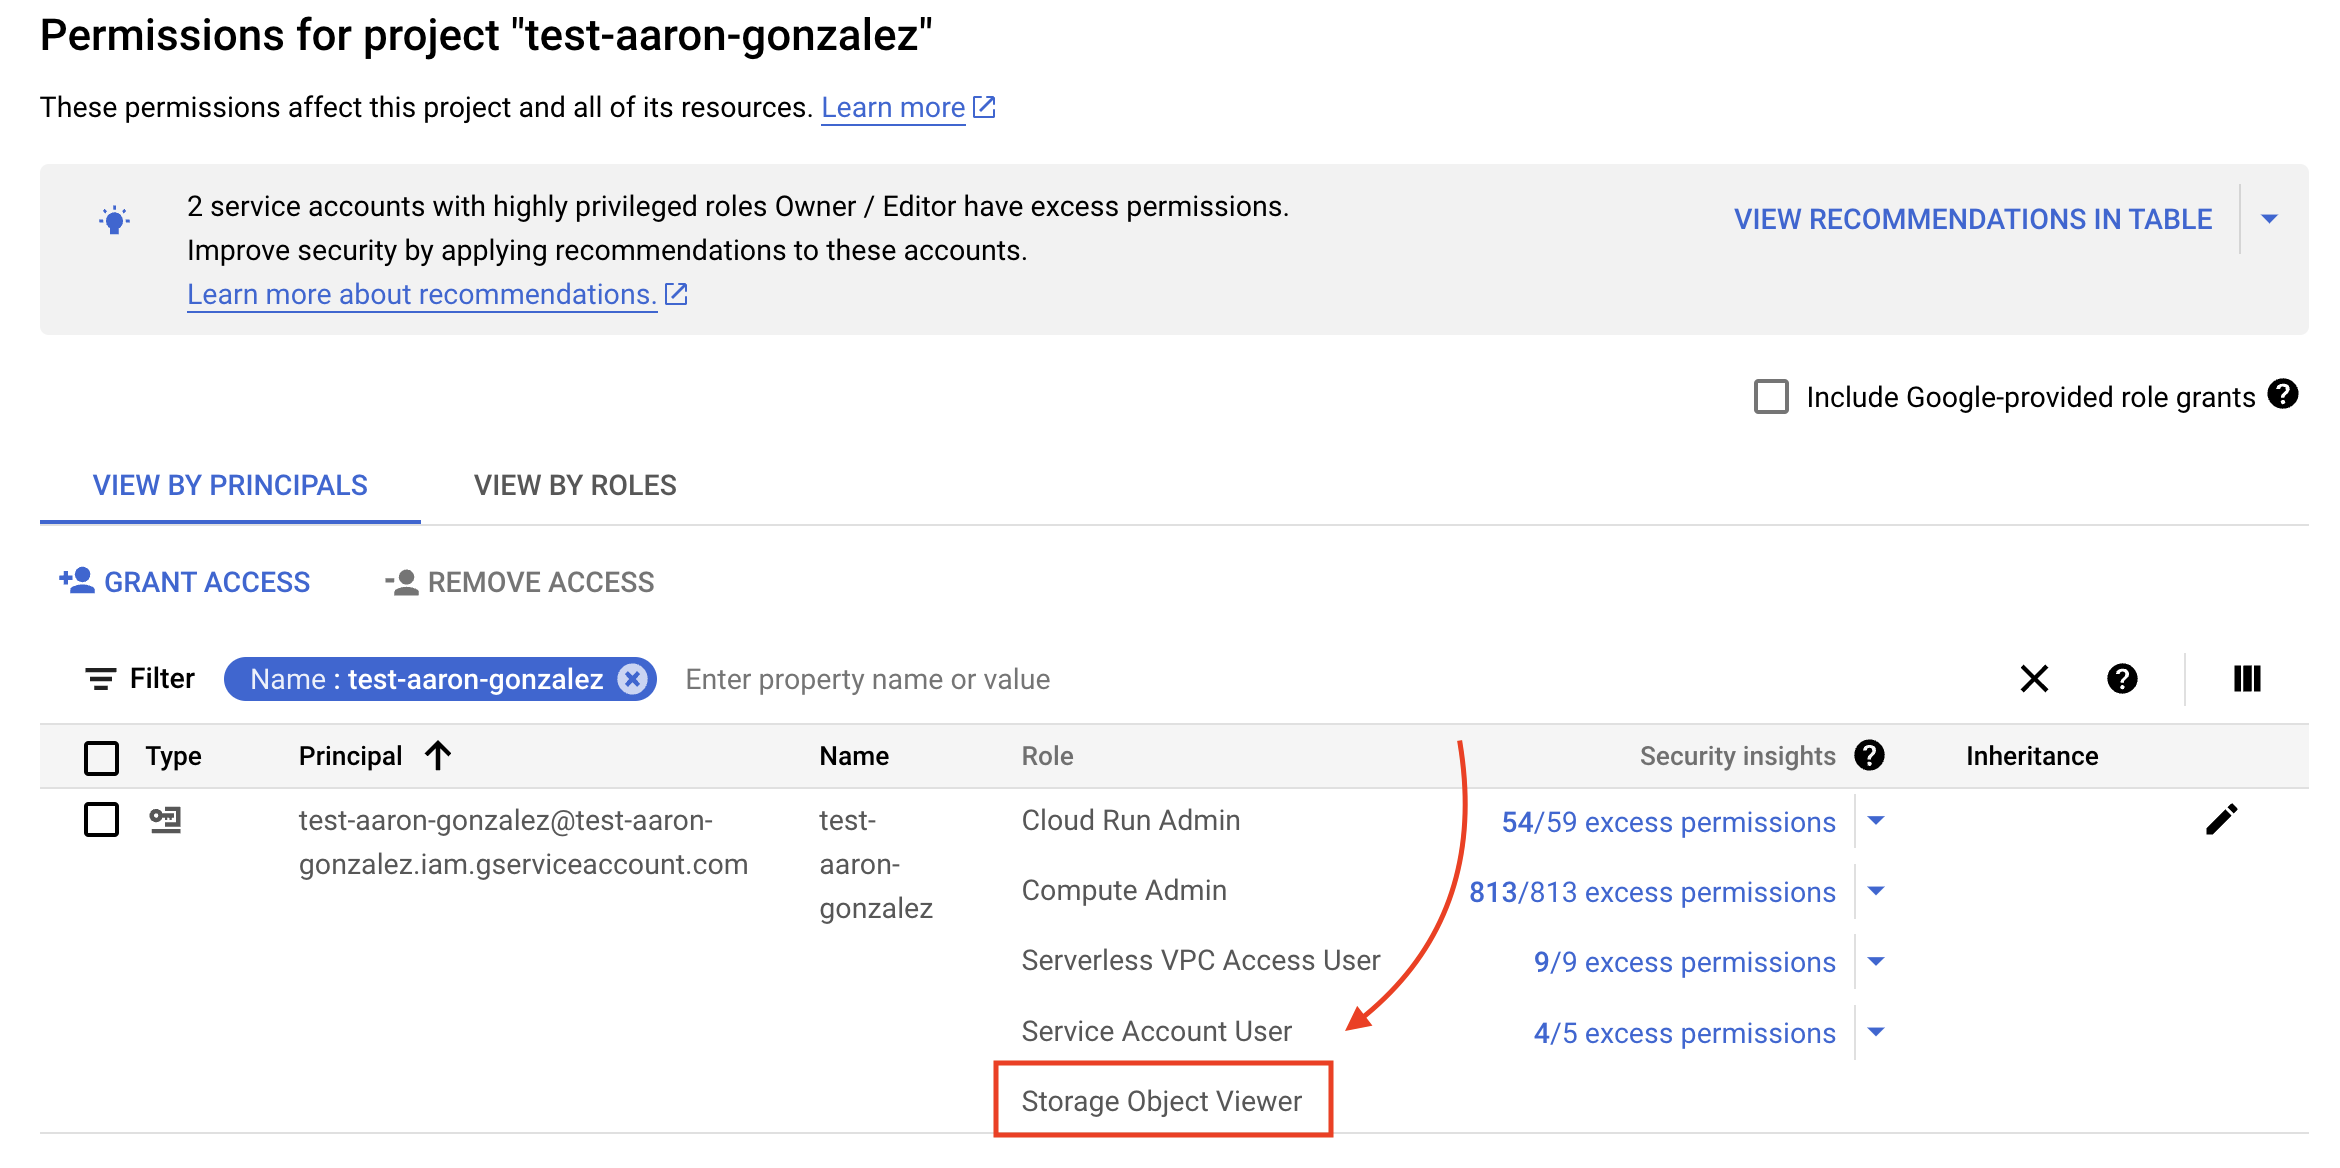 Permissions for project "test-aaron-gonzalez"
These permissions affect this project and all of its resources. Learn more
2 service accounts with highly privileged roles Owner / Editor have excess permissions.
Improve security by applying recommendations to these accounts.
Learn more about recommendations.
VIEW RECOMMENDATIONS IN TABLE
Include Google-provided role grants
VIEW BY PRINCIPALS VIEW BY ROLES
GRANT ACCESS REMOVE ACCESS
Filter Name : test-aaron-gonzalez Enter property name or value
Type Principal Name Role Security insights Inheritance
test-aaron-gonzalez@test-aaron-
gonzalez.iam.gserviceaccount.com
test-
aaron-
gonzalez
Cloud Run Admin 54/59 excess permissions
Compute Admin 813/813 excess permissions
Serverless VPC Access User 9/9 excess permissions
Service Account User 4/5 excess permissions
Storage Object Viewer